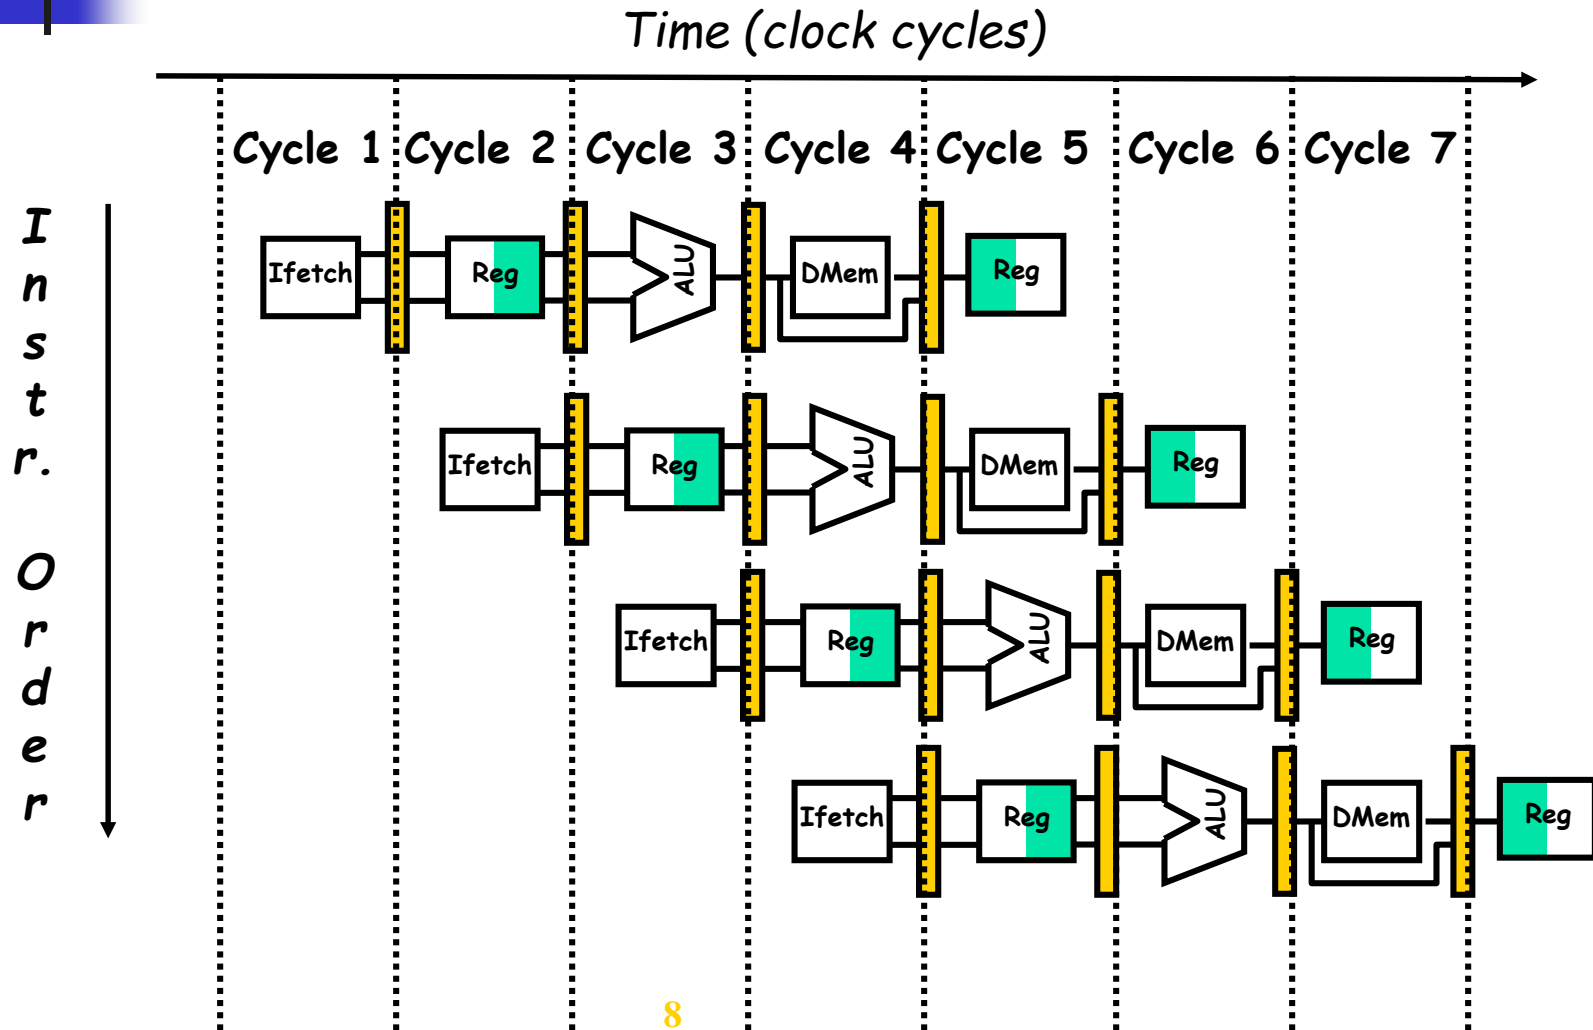 Time (clock cycles)
Cycle 1 Cycle 2 Cycle 3 Cycle 4 Cycle 5 Cycle 6 Cycle 7
Instr. Order
Ifetch Reg ALU DMem Reg
Ifetch Reg ALU DMem Reg
Ifetch Reg ALU DMem Reg
Ifetch Reg ALU DMem Reg
8